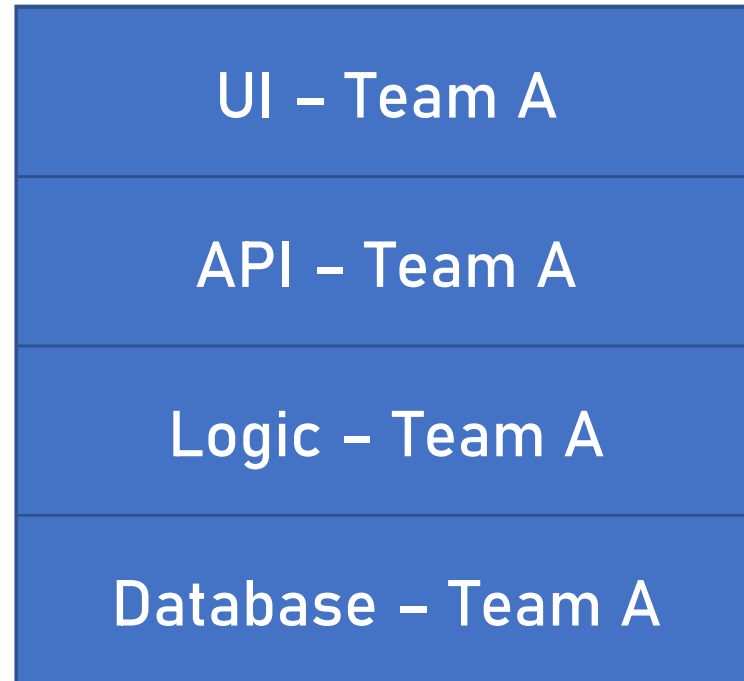 UI – Team A
API – Team A
Logic – Team A
Database – Team A